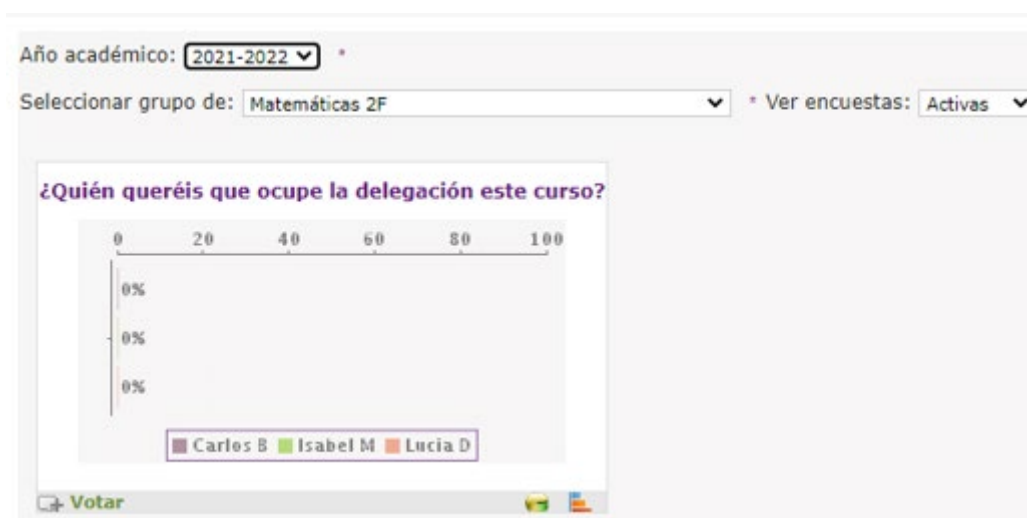 Año académico: 2021-2022 *
Seleccionar grupo de: Matemáticas 2F * Ver encuestas: Activas
¿Quién queréis que ocupe la delegación este curso?
0 20 40 60 80 100
0%
0%
0%
Carlos B Isabel M Lucia D
Votar